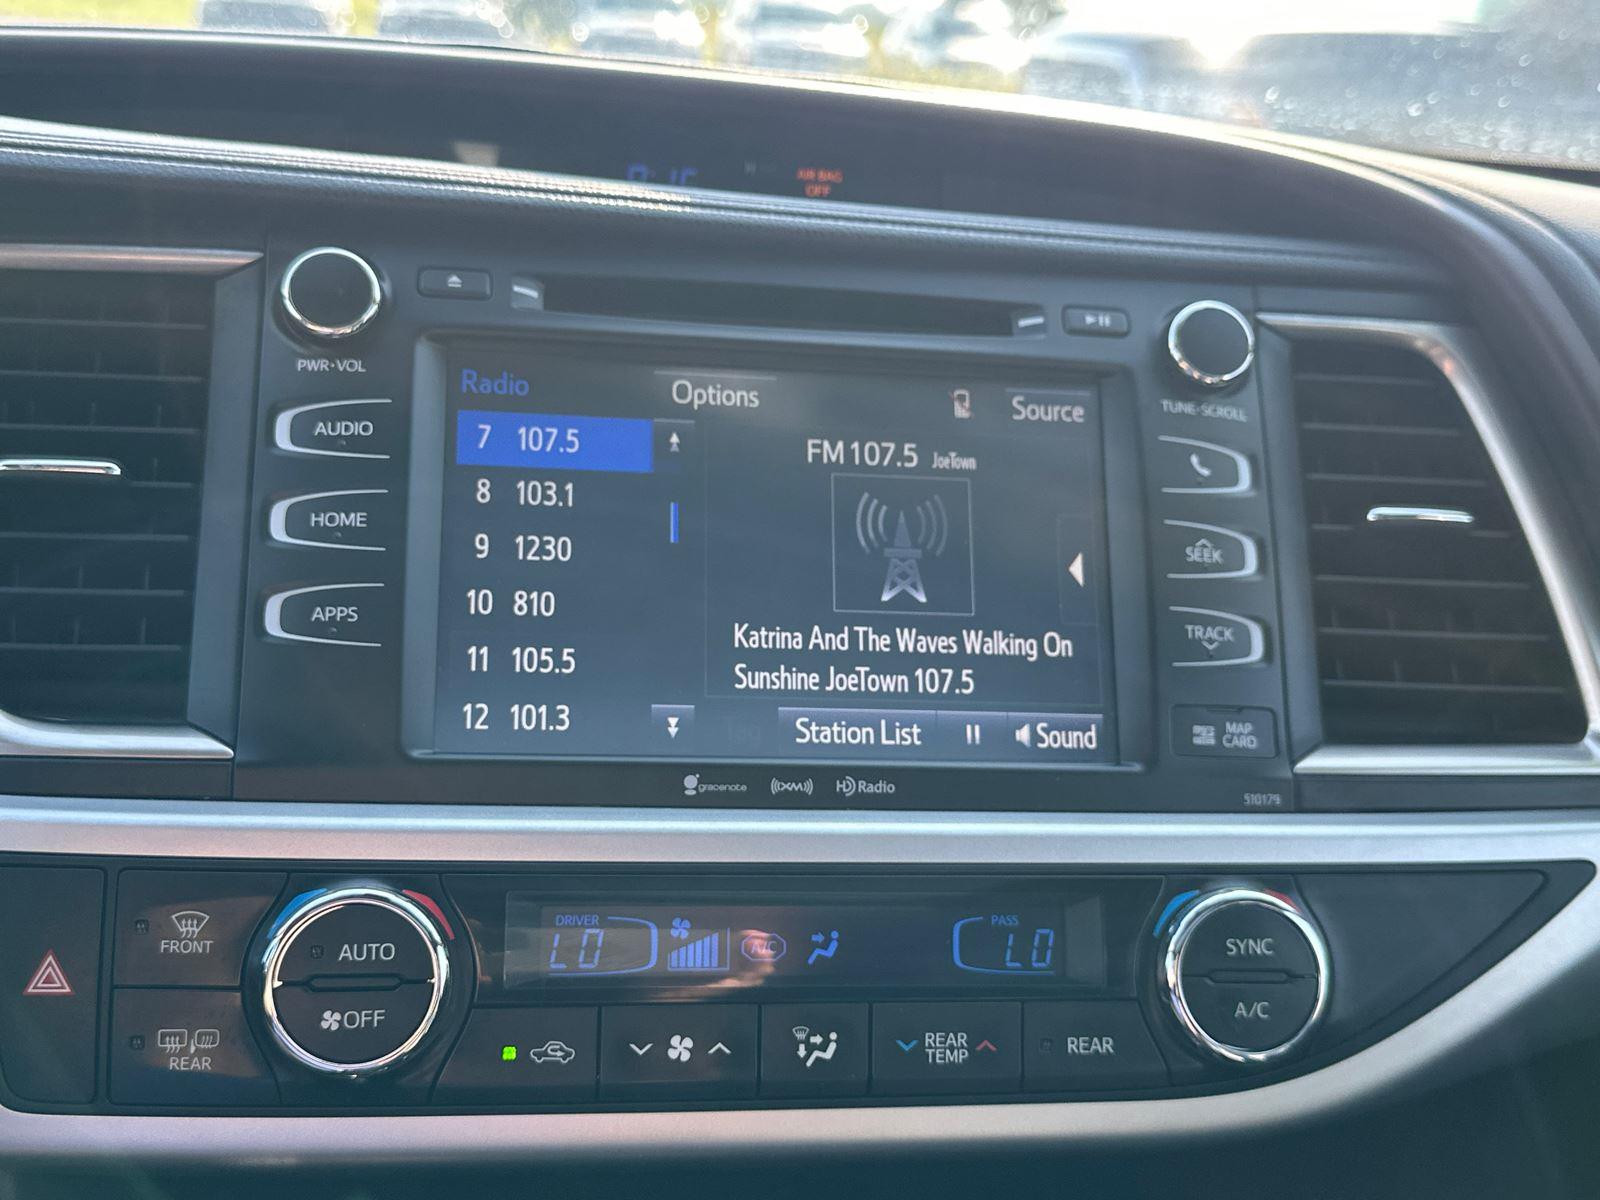 AIR BAG
OFF
PWR·VOL
AUDIO
HOME
APPS
Radio
Options
Source
7 107.5
8 103.1
9 1230
10 810
11 105.5
12 101.3
FM 107.5 JoeTown
Katrina And The Waves Walking On
Sunshine JoeTown 107.5
Station List
Sound
TUNE·SCROLL
SEEK
TRACK
MAP
CARD
gracenote
((XM))
HD Radio
510179
FRONT
REAR
AUTO
OFF
DRIVER
LO
A/C
PASS
LO
REAR
TEMP
REAR
SYNC
A/C